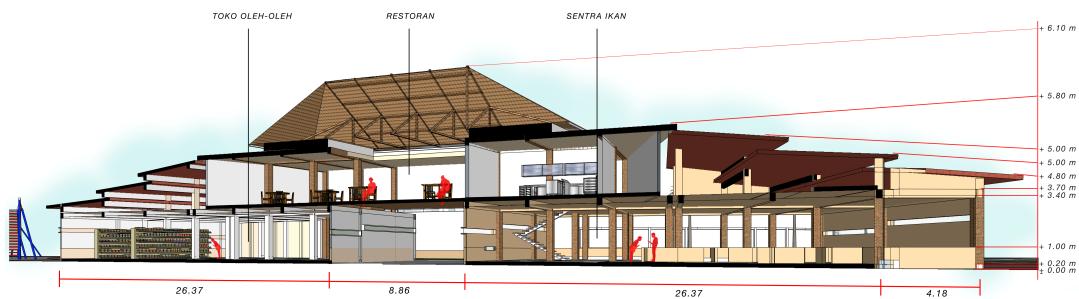 TOKO OLEH-OLEH
RESTORAN
SENTRA IKAN
+ 6.10 m
+ 5.80 m
+ 5.00 m
+ 5.00 m
+ 4.80 m
+ 3.70 m
+ 3.40 m
+ 1.00 m
+ 0.20 m
± 0.00 m
26.37
8.86
26.37
4.18